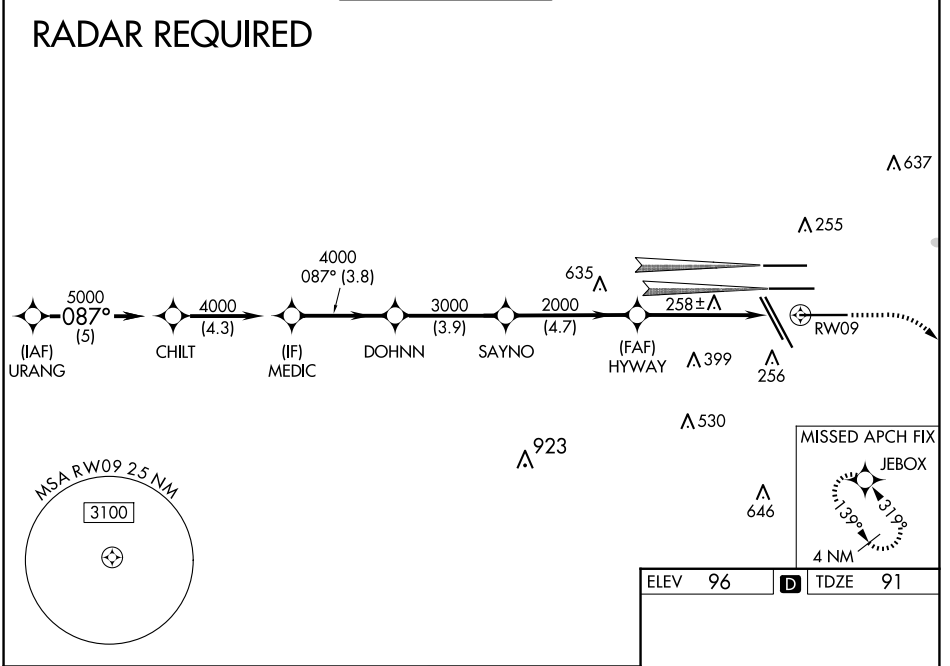 RADAR REQUIRED
637
255
4000
087° (3.8)
635
5000
087°
(5)
4000
(4.3)
3000
(3.9)
2000
(4.7)
258±
RW09
(IAF)
URANG
CHILT
(IF)
MEDIC
DOHNN
SAYNO
(FAF)
HYWAY
399
256
530
923
646
MISSED APCH FIX
JEBOX
139°
319°
4 NM
MSA RW09 25 NM
3100
ELEV 96 D TDZE 91